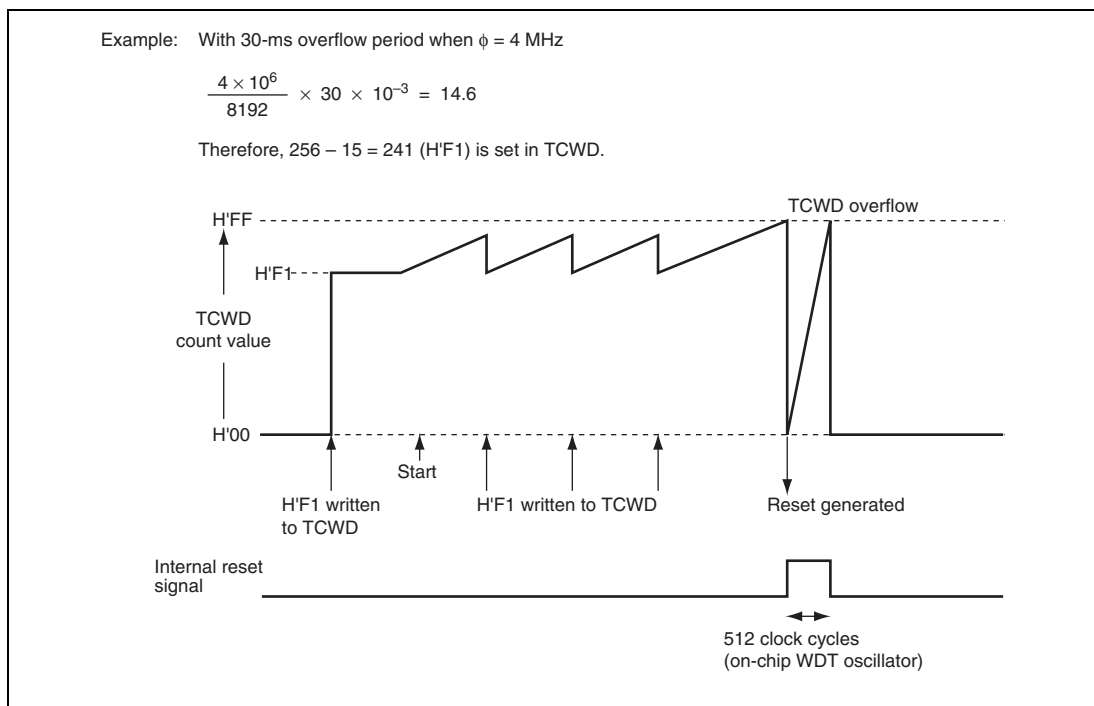 Example: With 30-ms overflow period when φ = 4 MHz
4 × 10⁶
8192
× 30 × 10⁻³ = 14.6
Therefore, 256 – 15 = 241 (H'F1) is set in TCWD.
TCWD overflow
H'FF
H'F1
TCWD
count value
H'00
Start
H'F1 written
to TCWD
H'F1 written to TCWD
Reset generated
Internal reset
signal
512 clock cycles
(on-chip WDT oscillator)